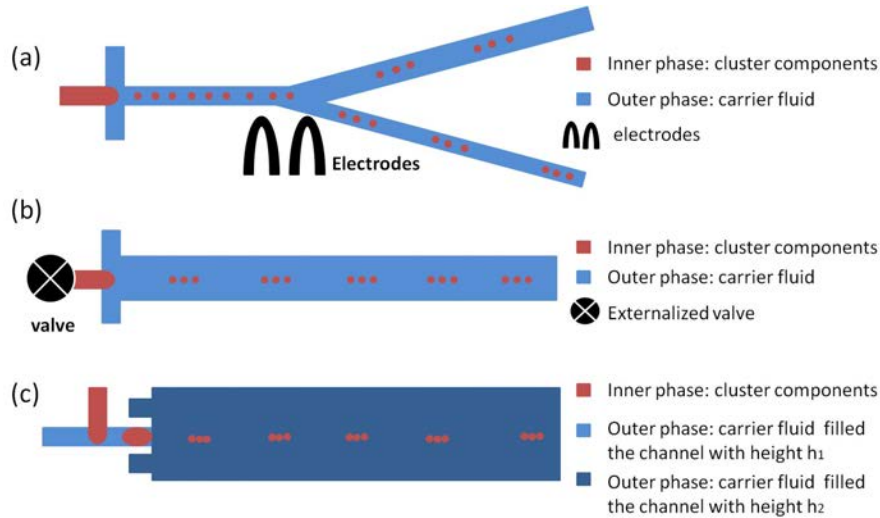 (a)
Inner phase: cluster components
Outer phase: carrier fluid
electrodes
Electrodes
(b)
Inner phase: cluster components
Outer phase: carrier fluid
Externalized valve
valve
(c)
Inner phase: cluster components
Outer phase: carrier fluid filled
the channel with height h1
Outer phase: carrier fluid filled
the channel with height h2